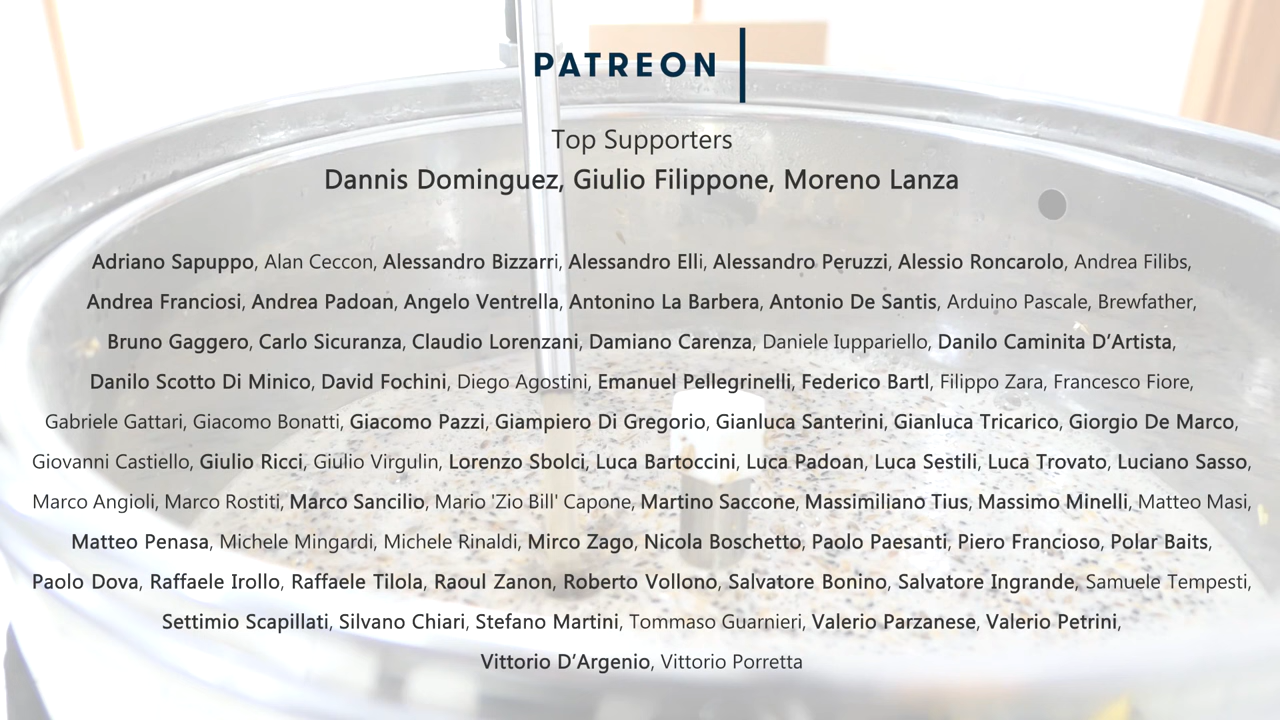 PATREON
Top Supporters
Dannis Dominguez, Giulio Filippone, Moreno Lanza
Adriano Sapuppo, Alan Ceccon, Alessandro Bizzarri, Alessandro Elli, Alessandro Peruzzi, Alessio Roncarolo, Andrea Filibs,
Andrea Franciosi, Andrea Padoan, Angelo Ventrella, Antonino La Barbera, Antonio De Santis, Arduino Pascale, Brewfather,
Bruno Gaggero, Carlo Sicuranza, Claudio Lorenzani, Damiano Carenza, Daniele Iuppariello, Danilo Caminita D’Artista,
Danilo Scotto Di Minico, David Fochini, Diego Agostini, Emanuel Pellegrinelli, Federico Bartl, Filippo Zara, Francesco Fiore,
Gabriele Gattari, Giacomo Bonatti, Giacomo Pazzi, Giampiero Di Gregorio, Gianluca Santerini, Gianluca Tricarico, Giorgio De Marco,
Giovanni Castiello, Giulio Ricci, Giulio Virgulin, Lorenzo Sbolci, Luca Bartoccini, Luca Padoan, Luca Sestili, Luca Trovato, Luciano Sasso,
Marco Angioli, Marco Rostiti, Marco Sancilio, Mario 'Zio Bill' Capone, Martino Saccone, Massimiliano Tius, Massimo Minelli, Matteo Masi,
Matteo Penasa, Michele Mingardi, Michele Rinaldi, Mirco Zago, Nicola Boschetto, Paolo Paesanti, Piero Francioso, Polar Baits,
Paolo Dova, Raffaele Irollo, Raffaele Tilola, Raoul Zanon, Roberto Vollono, Salvatore Bonino, Salvatore Ingrande, Samuele Tempesti,
Settimio Scapillati, Silvano Chiari, Stefano Martini, Tommaso Guarnieri, Valerio Parzanese, Valerio Petrini,
Vittorio D’Argenio, Vittorio Porretta